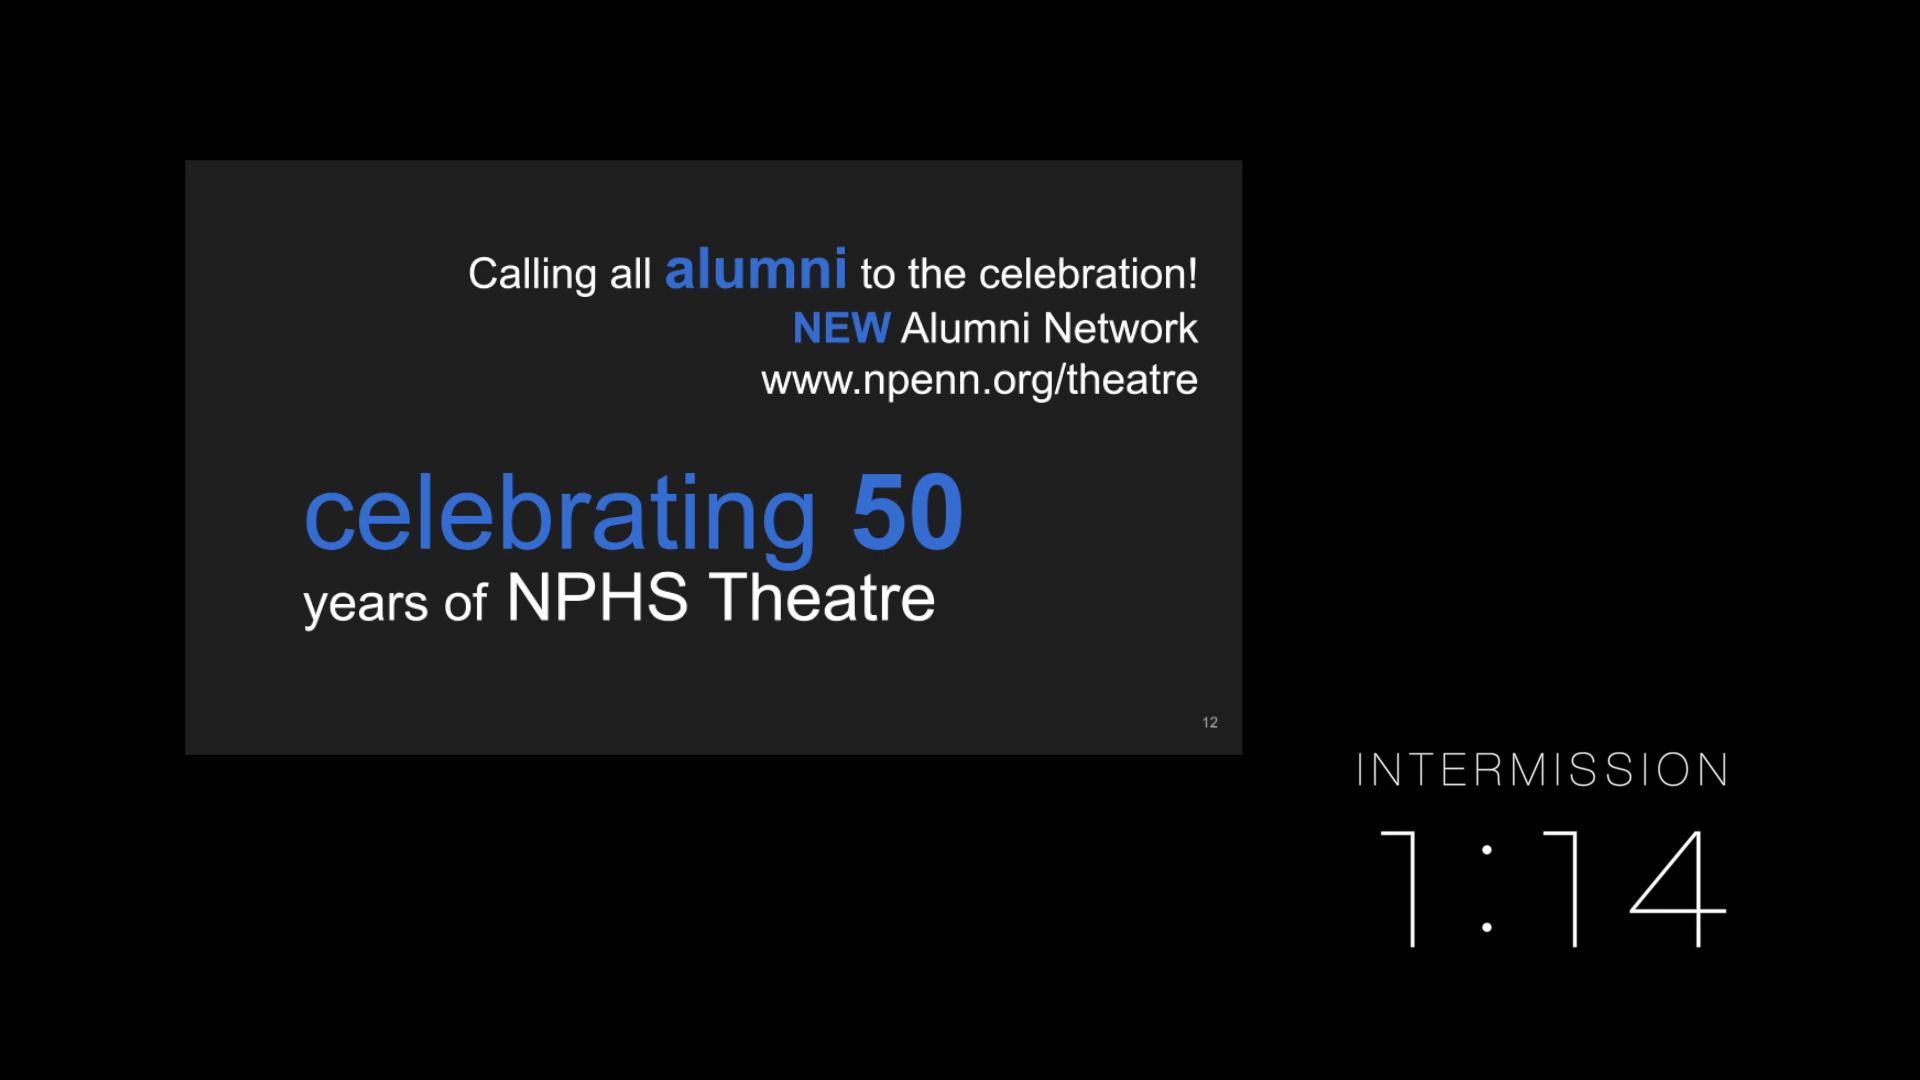 Calling all alumni to the celebration!
NEW Alumni Network
www.npenn.org/theatre
celebrating 50
years of NPHS Theatre
12
INTERMISSION
1:14